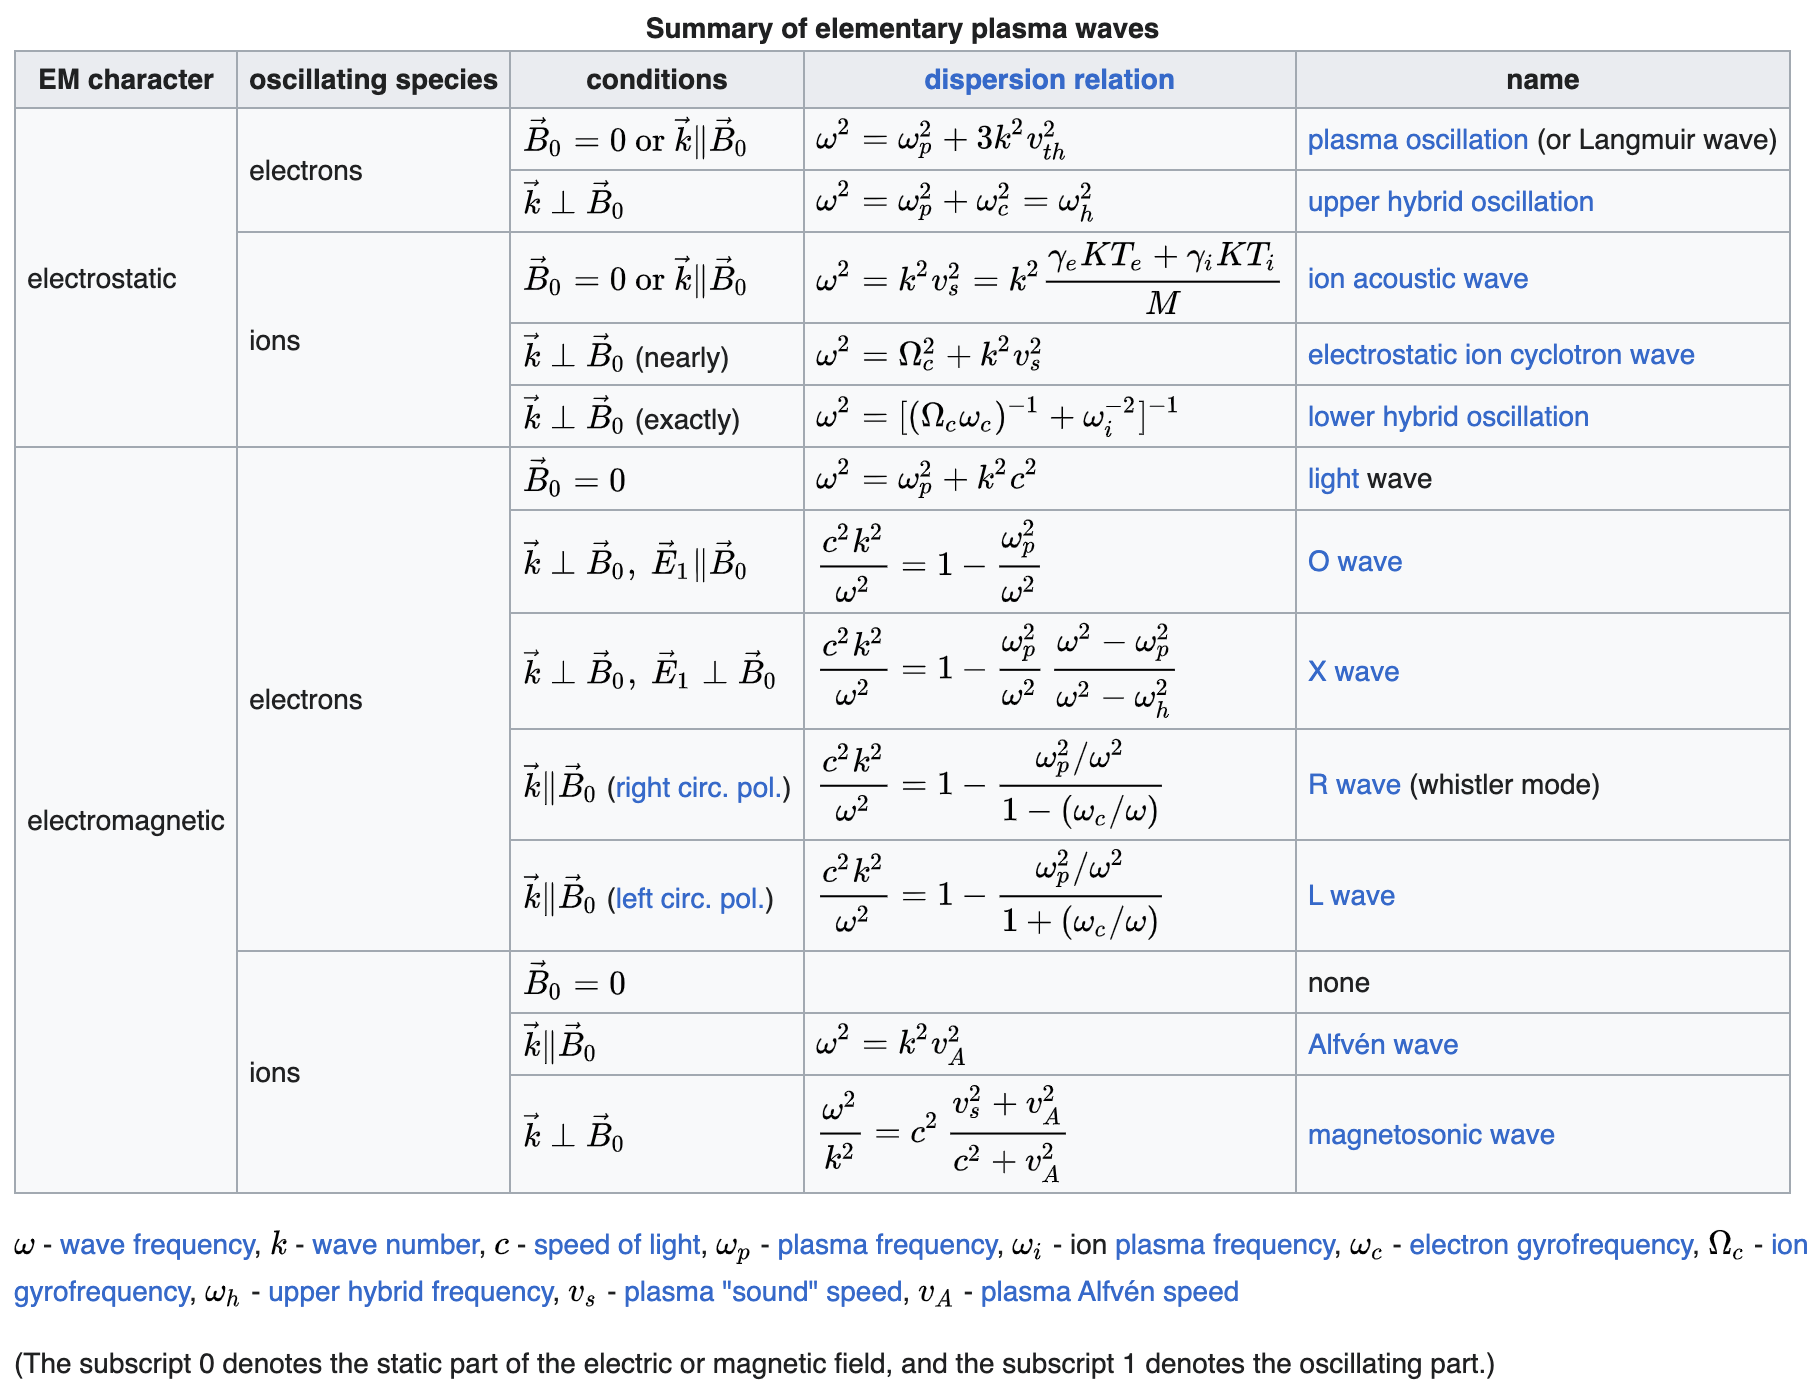 Summary of elementary plasma waves
EM character | oscillating species | conditions | dispersion relation | name
electrostatic | electrons | $\vec{B}_0 = 0$ or $\vec{k} \| \vec{B}_0$ | $\omega^2 = \omega_p^2 + 3k^2 v_{th}^2$ | plasma oscillation (or Langmuir wave)
$\vec{k} \perp \vec{B}_0$ | $\omega^2 = \omega_p^2 + \omega_c^2 = \omega_h^2$ | upper hybrid oscillation
ions | $\vec{B}_0 = 0$ or $\vec{k} \| \vec{B}_0$ | $\omega^2 = k^2 v_s^2 = k^2 \frac{\gamma_e K T_e + \gamma_i K T_i}{M}$ | ion acoustic wave
$\vec{k} \perp \vec{B}_0$ (nearly) | $\omega^2 = \Omega_c^2 + k^2 v_s^2$ | electrostatic ion cyclotron wave
$\vec{k} \perp \vec{B}_0$ (exactly) | $\omega^2 = [(\Omega_c \omega_c)^{-1} + \omega_i^{-2}]^{-1}$ | lower hybrid oscillation
electromagnetic | electrons | $\vec{B}_0 = 0$ | $\omega^2 = \omega_p^2 + k^2 c^2$ | light wave
$\vec{k} \perp \vec{B}_0,\ \vec{E}_1 \| \vec{B}_0$ | $\frac{c^2 k^2}{\omega^2} = 1 - \frac{\omega_p^2}{\omega^2}$ | O wave
$\vec{k} \perp \vec{B}_0,\ \vec{E}_1 \perp \vec{B}_0$ | $\frac{c^2 k^2}{\omega^2} = 1 - \frac{\omega_p^2}{\omega^2} \frac{\omega^2 - \omega_p^2}{\omega^2 - \omega_h^2}$ | X wave
$\vec{k} \| \vec{B}_0$ (right circ. pol.) | $\frac{c^2 k^2}{\omega^2} = 1 - \frac{\omega_p^2/\omega^2}{1 - (\omega_c/\omega)}$ | R wave (whistler mode)
$\vec{k} \| \vec{B}_0$ (left circ. pol.) | $\frac{c^2 k^2}{\omega^2} = 1 - \frac{\omega_p^2/\omega^2}{1 + (\omega_c/\omega)}$ | L wave
ions | $\vec{B}_0 = 0$ | | none
$\vec{k} \| \vec{B}_0$ | $\omega^2 = k^2 v_A^2$ | Alfvén wave
$\vec{k} \perp \vec{B}_0$ | $\frac{\omega^2}{k^2} = c^2 \frac{v_s^2 + v_A^2}{c^2 + v_A^2}$ | magnetosonic wave
$\omega$ - wave frequency, $k$ - wave number, $c$ - speed of light, $\omega_p$ - plasma frequency, $\omega_i$ - ion plasma frequency, $\omega_c$ - electron gyrofrequency, $\Omega_c$ - ion
gyrofrequency, $\omega_h$ - upper hybrid frequency, $v_s$ - plasma "sound" speed, $v_A$ - plasma Alfvén speed
(The subscript 0 denotes the static part of the electric or magnetic field, and the subscript 1 denotes the oscillating part.)